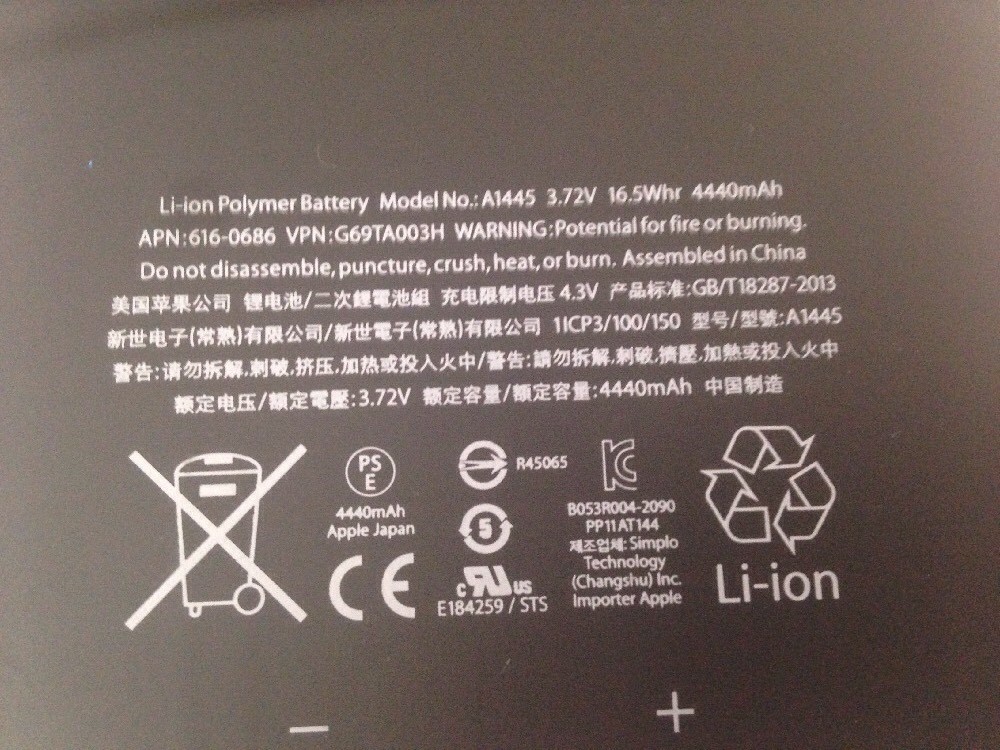 Li-ion Polymer Battery Model No.: A1445 3.72V 16.5Whr 4440mAh
APN:616-0686 VPN:G69TA003H WARNING:Potential for fire or burning.
Do not disassemble, puncture, crush, heat, or burn. Assembled in China
美国苹果公司 锂电池/二次鋰電池組 充电限制电压 4.3V 产品标准:GB/T18287-2013
新世电子(常熟)有限公司/新世電子(常熟)有限公司 1ICP3/100/150 型号/型號:A1445
警告:请勿拆解,刺破,挤压,加热或投入火中/警告:請勿拆解,刺破,擠壓,加熱或投入火中
额定电压/額定電壓:3.72V 额定容量/額定容量:4440mAh 中国制造
PS
E
4440mAh
Apple Japan
CE
R45065
5
c RU us
E184259 / STS
KC
B053R004-2090
PP11AT144
제조업체: Simplo
Technology
(Changshu) Inc.
Importer Apple
Li-ion
− +